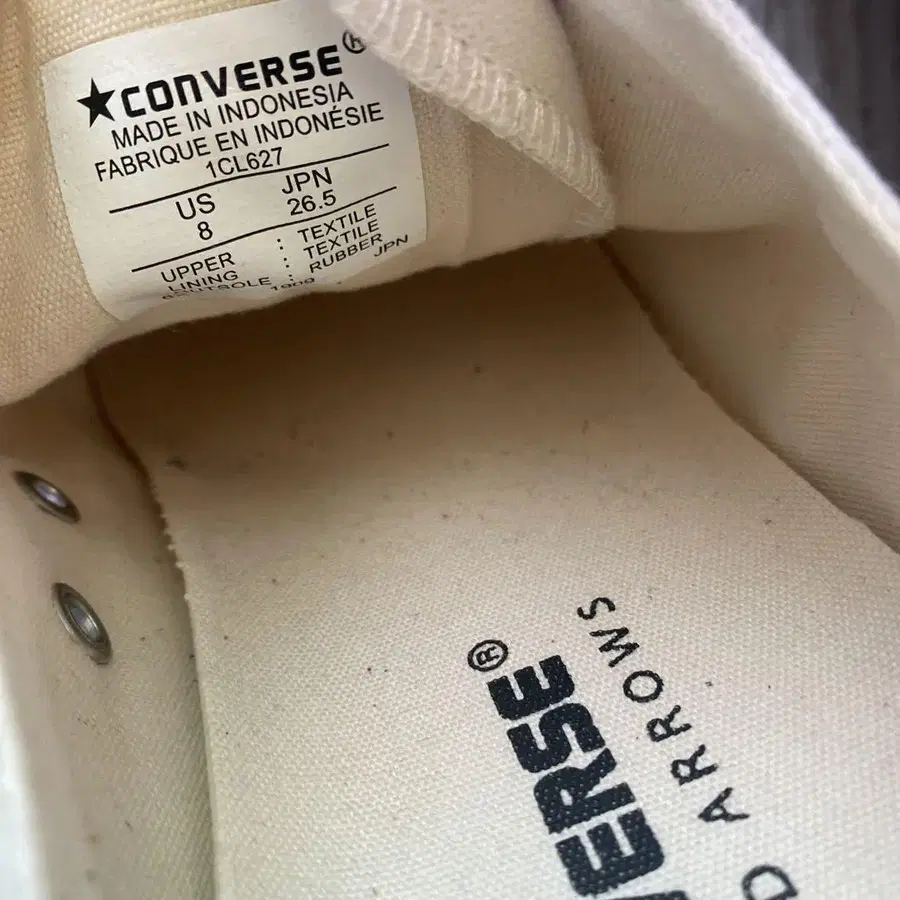 ★CONVERSE®
MADE IN INDONESIA
FABRIQUE EN INDONÉSIE
1CL627
US JPN
8 26.5
UPPER : TEXTILE
LINING : TEXTILE
: RUBBER
JPN
ERSE®
D ARROWS